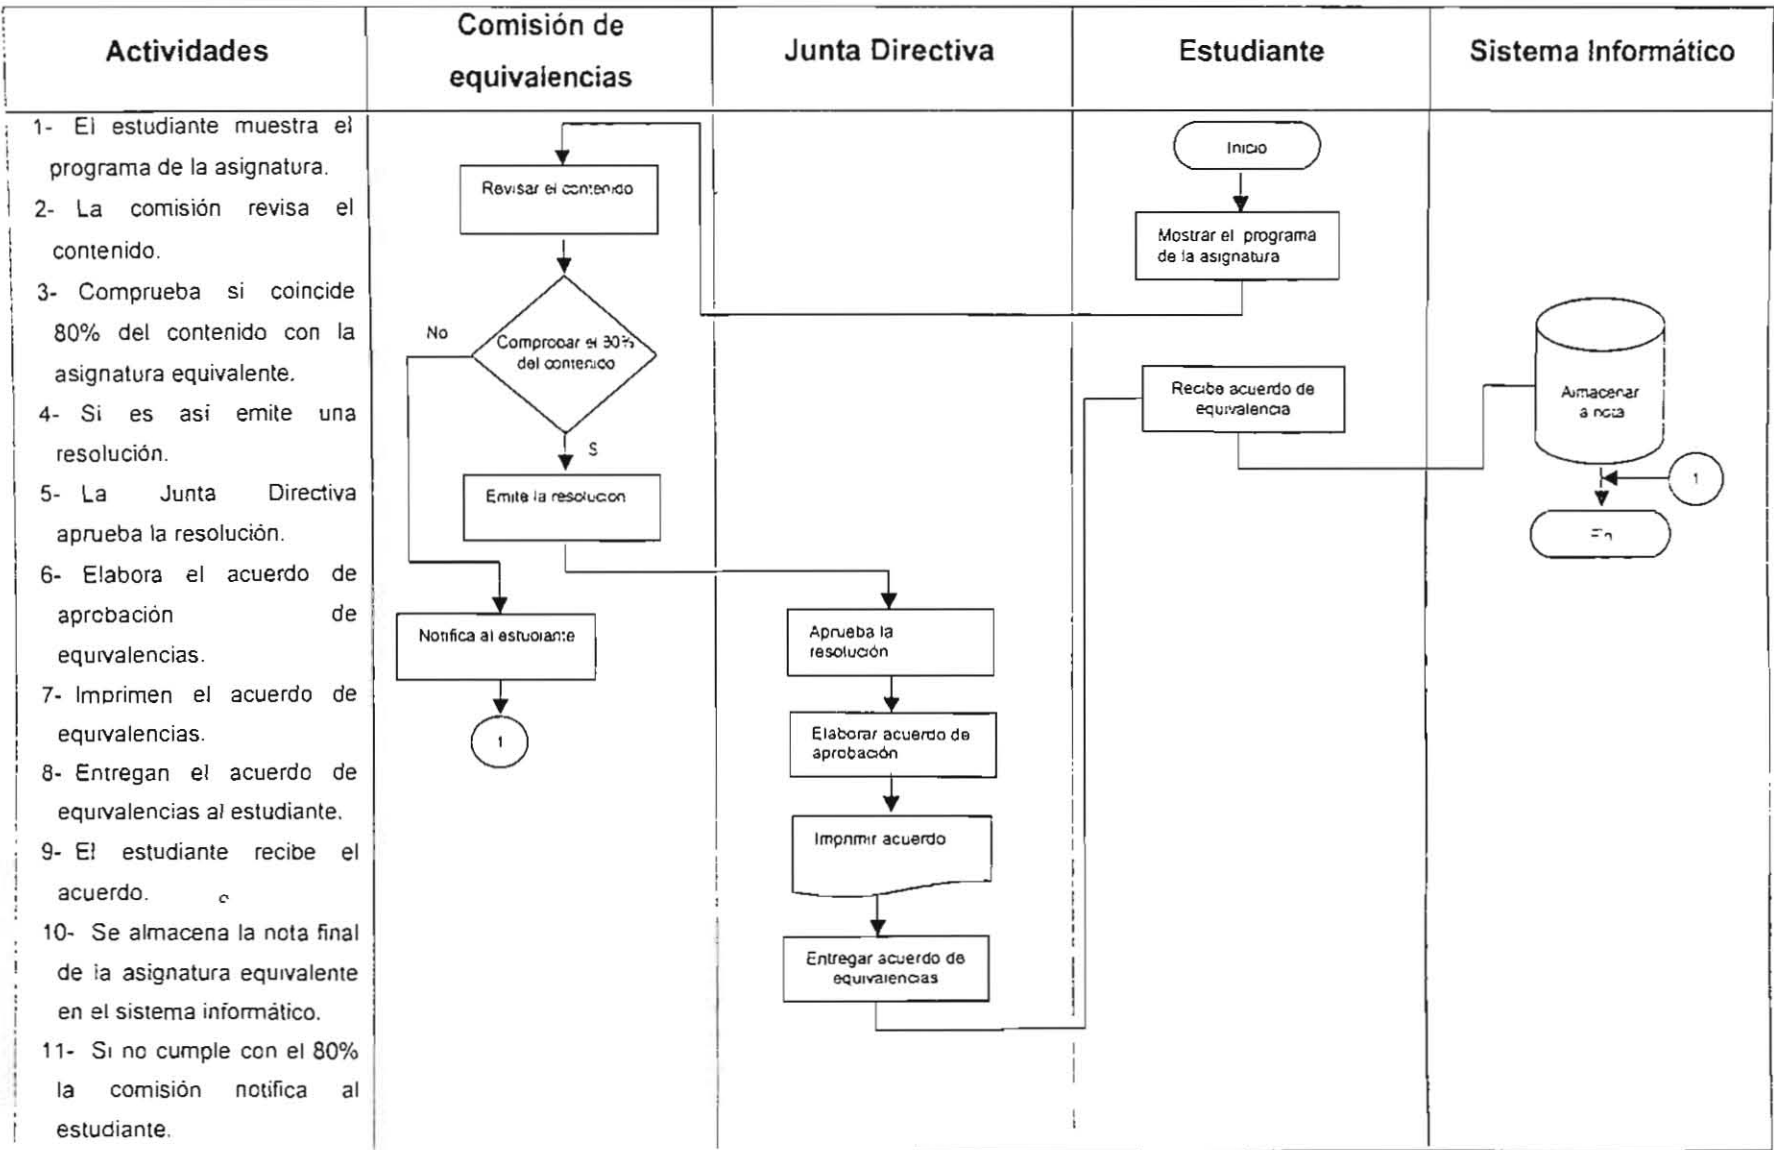 Actividades
Comisión de
equivalencias
Junta Directiva
Estudiante
Sistema Informático
1- El estudiante muestra el
programa de la asignatura.
2- La comisión revisa el
contenido.
3- Comprueba si coincide
80% del contenido con la
asignatura equivalente.
4- Si es así emite una
resolución.
5- La Junta Directiva
aprueba la resolución.
6- Elabora el acuerdo de
aprobación de
equivalencias.
7- Imprimen el acuerdo de
equivalencias.
8- Entregan el acuerdo de
equivalencias al estudiante.
9- El estudiante recibe el
acuerdo.
10- Se almacena la nota final
de la asignatura equivalente
en el sistema informático.
11- Si no cumple con el 80%
la comisión notifica al
estudiante.
Revisar el contenido
No
Comprobar el 80%
del contenido
S
Emite la resolucion
Notifica al estudiante
1
Aprueba la
resolución
Elaborar acuerdo de
aprobación
Imprimir acuerdo
Entregar acuerdo de
equivalencias
Inicio
Mostrar el programa
de la asignatura
Recibe acuerdo de
equivalencia
Almacenar
a nota
1
Fin